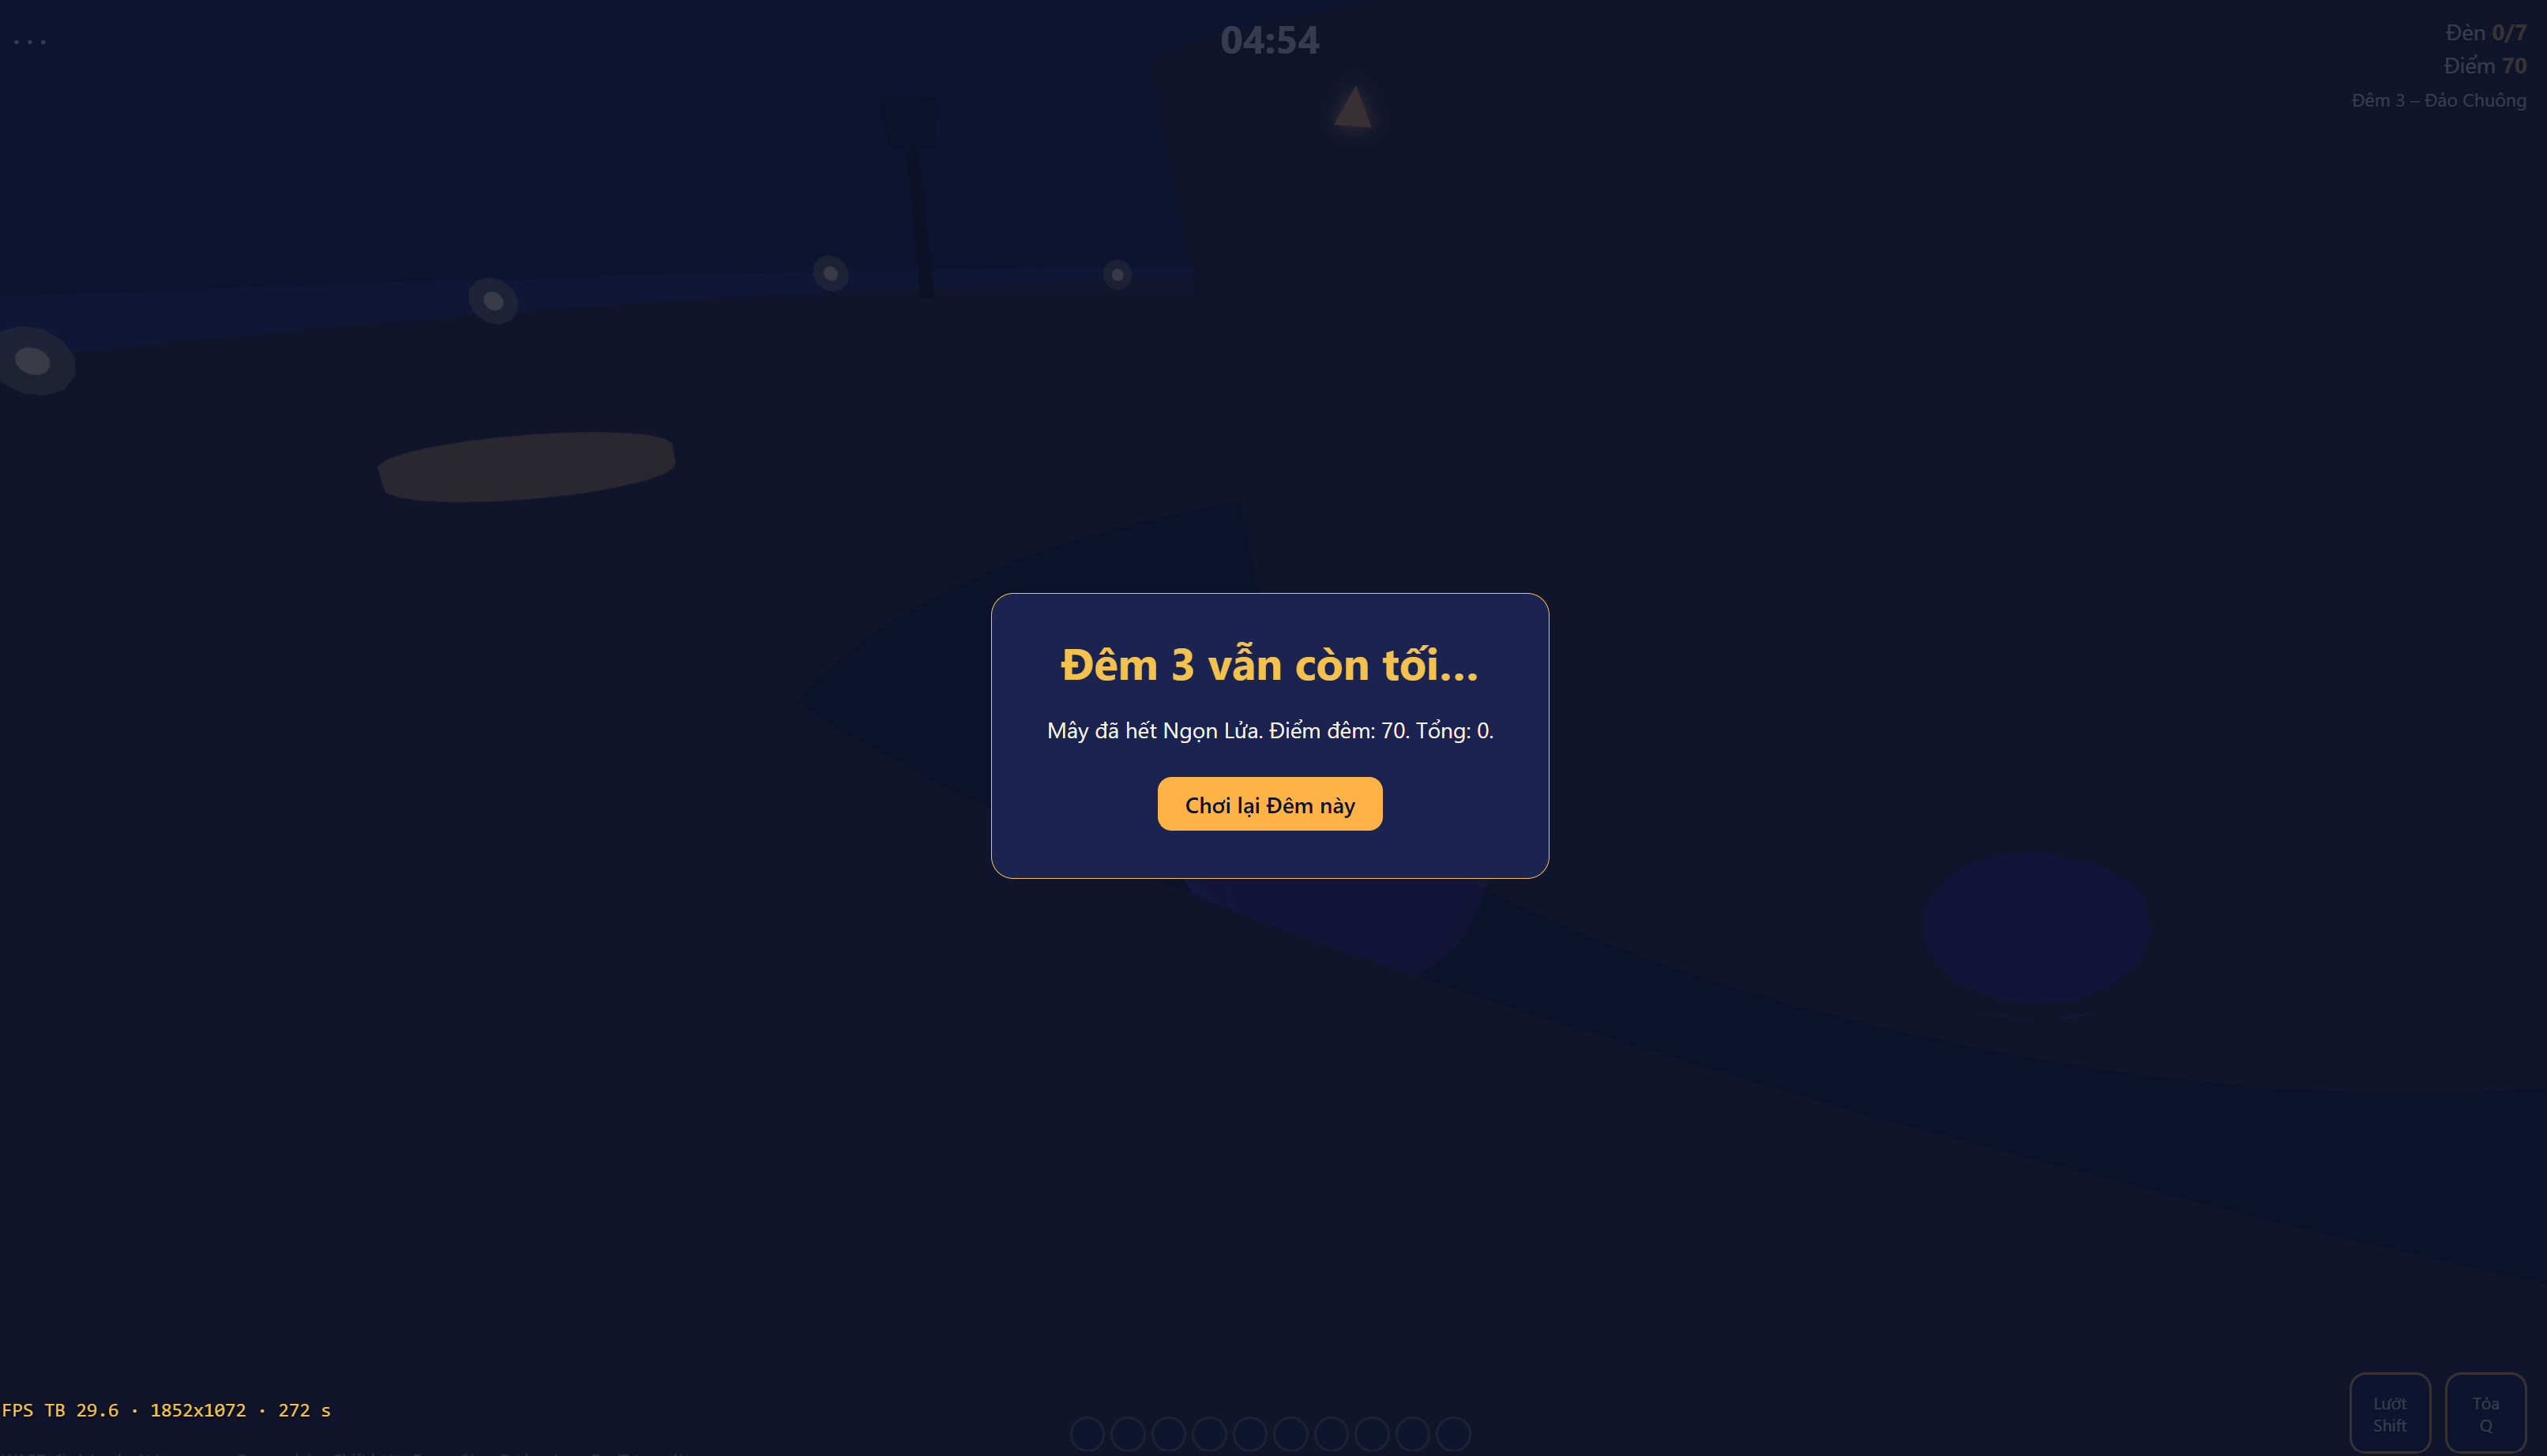 ...
04:54
Đèn 0/7
Điểm 70
Đêm 3 – Đảo Chuông
Đêm 3 vẫn còn tối...
Mây đã hết Ngọn Lửa. Điểm đêm: 70. Tổng: 0.
Chơi lại Đêm này
FPS TB 29.6 · 1852x1072 · 272 s
Lướt
Shift
Tỏa
Q